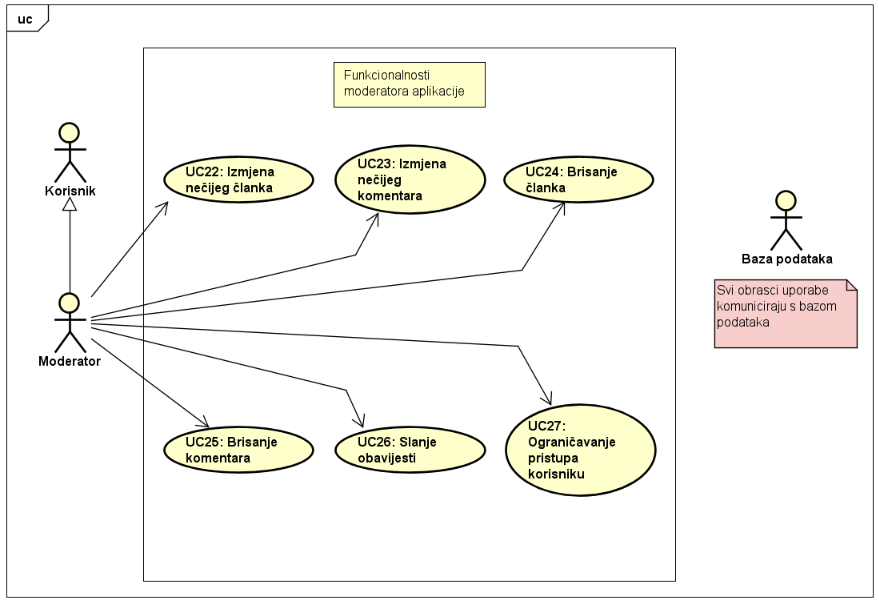 uc
Funkcionalnosti
moderatora aplikacije
Korisnik
UC22: Izmjena
nečijeg članka
UC23: Izmjena
nečijeg
komentara
UC24: Brisanje
članka
Baza podataka
Svi obrasci uporabe
komuniciraju s bazom
podataka
Moderator
UC25: Brisanje
komentara
UC26: Slanje
obavijesti
UC27:
Ograničavanje
pristupa
korisniku